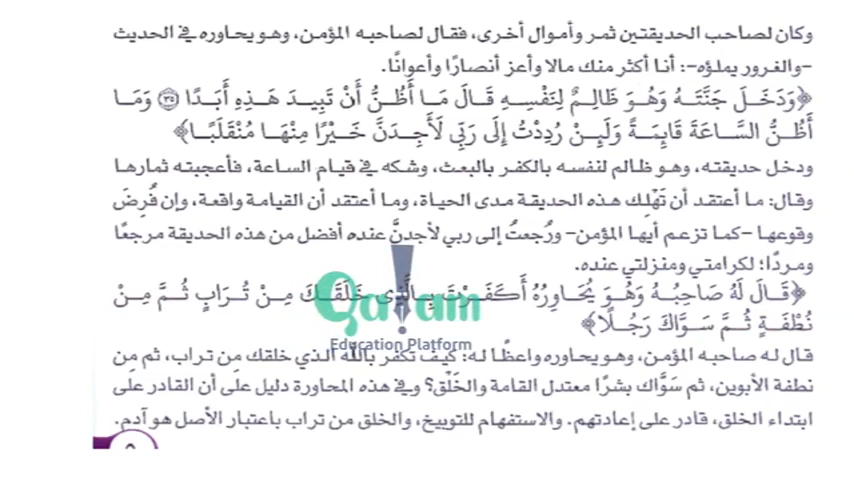 وكان لصاحب الحديقتين ثمر وأموال أخرى، فقال لصاحبه المؤمن، وهو يحاوره في الحديث
-والغرور يملؤه-: أنا أكثر منك مالا وأعز أنصارًا وأعوانًا.
﴿وَدَخَلَ جَنَّتَهُ وَهُوَ ظَالِمٌ لِنَفْسِهِ قَالَ مَا أَظُنُّ أَنْ تَبِيدَ هَذِهِ أَبَدًا ۝٣٥ وَمَا
أَظُنُّ السَّاعَةَ قَائِمَةً وَلَئِنْ رُدِدْتُ إِلَى رَبِّي لَأَجِدَنَّ خَيْرًا مِنْهَا مُنْقَلَبًا﴾
ودخل حديقته، وهو ظالم لنفسه بالكفر بالبعث، وشكه في قيام الساعة، فأعجبته ثمارها
وقال: ما أعتقد أن تَهْلِك هذه الحديقة مدى الحياة، وما أعتقد أن القيامة واقعة، وإن فُرِضَ
وقوعها -كما تزعم أيها المؤمن- ورُجعتُ إلى ربي لأجدنَّ عنده أفضل من هذه الحديقة مرجعًا
ومردًا؛ لكرامتي ومنزلتي عنده.
﴿قَالَ لَهُ صَاحِبُهُ وَهُوَ يُحَاوِرُهُ أَكَفَرْتَ بِالَّذِي خَلَقَكَ مِنْ تُرَابٍ ثُمَّ مِنْ
نُطْفَةٍ ثُمَّ سَوَّاكَ رَجُلًا﴾
Qalam
Education Platform
قال له صاحبه المؤمن، وهو يحاوره واعظًا له: كيف تكفر بالله الذي خلقك مِن تراب، ثم مِن
نطفة الأبوين، ثم سَوَّاك بشرًا معتدل القامة والخَلْق؟ وفي هذه المحاورة دليل على أن القادر على
ابتداء الخلق، قادر على إعادتهم. والاستفهام للتوبيخ، والخلق من تراب باعتبار الأصل هو آدم.